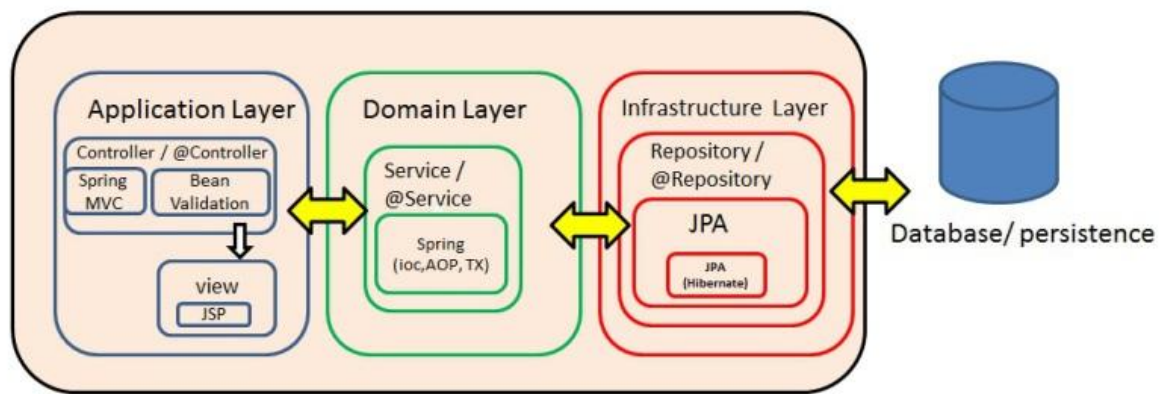 Application Layer
Controller / @Controller
Spring
MVC
Bean
Validation
view
JSP
Domain Layer
Service /
@Service
Spring
(ioc,AOP, TX)
Infrastructure Layer
Repository /
@Repository
JPA
JPA
(Hibernate)
Database/ persistence